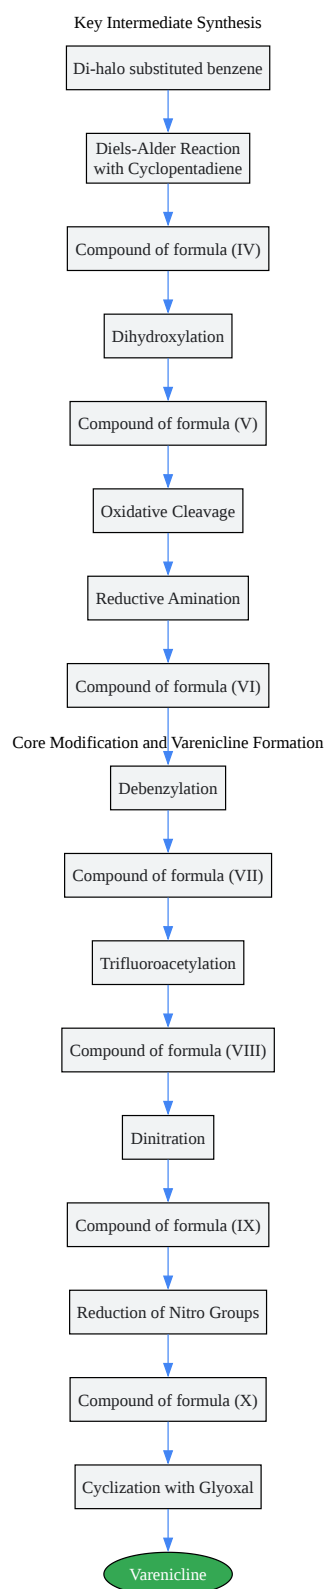 Key Intermediate Synthesis
Di-halo substituted benzene
Diels-Alder Reaction
with Cyclopentadiene
Compound of formula (IV)
Dihydroxylation
Compound of formula (V)
Oxidative Cleavage
Reductive Amination
Compound of formula (VI)
Core Modification and Varenicline Formation
Debenzylation
Compound of formula (VII)
Trifluoroacetylation
Compound of formula (VIII)
Dinitration
Compound of formula (IX)
Reduction of Nitro Groups
Compound of formula (X)
Cyclization with Glyoxal
Varenicline